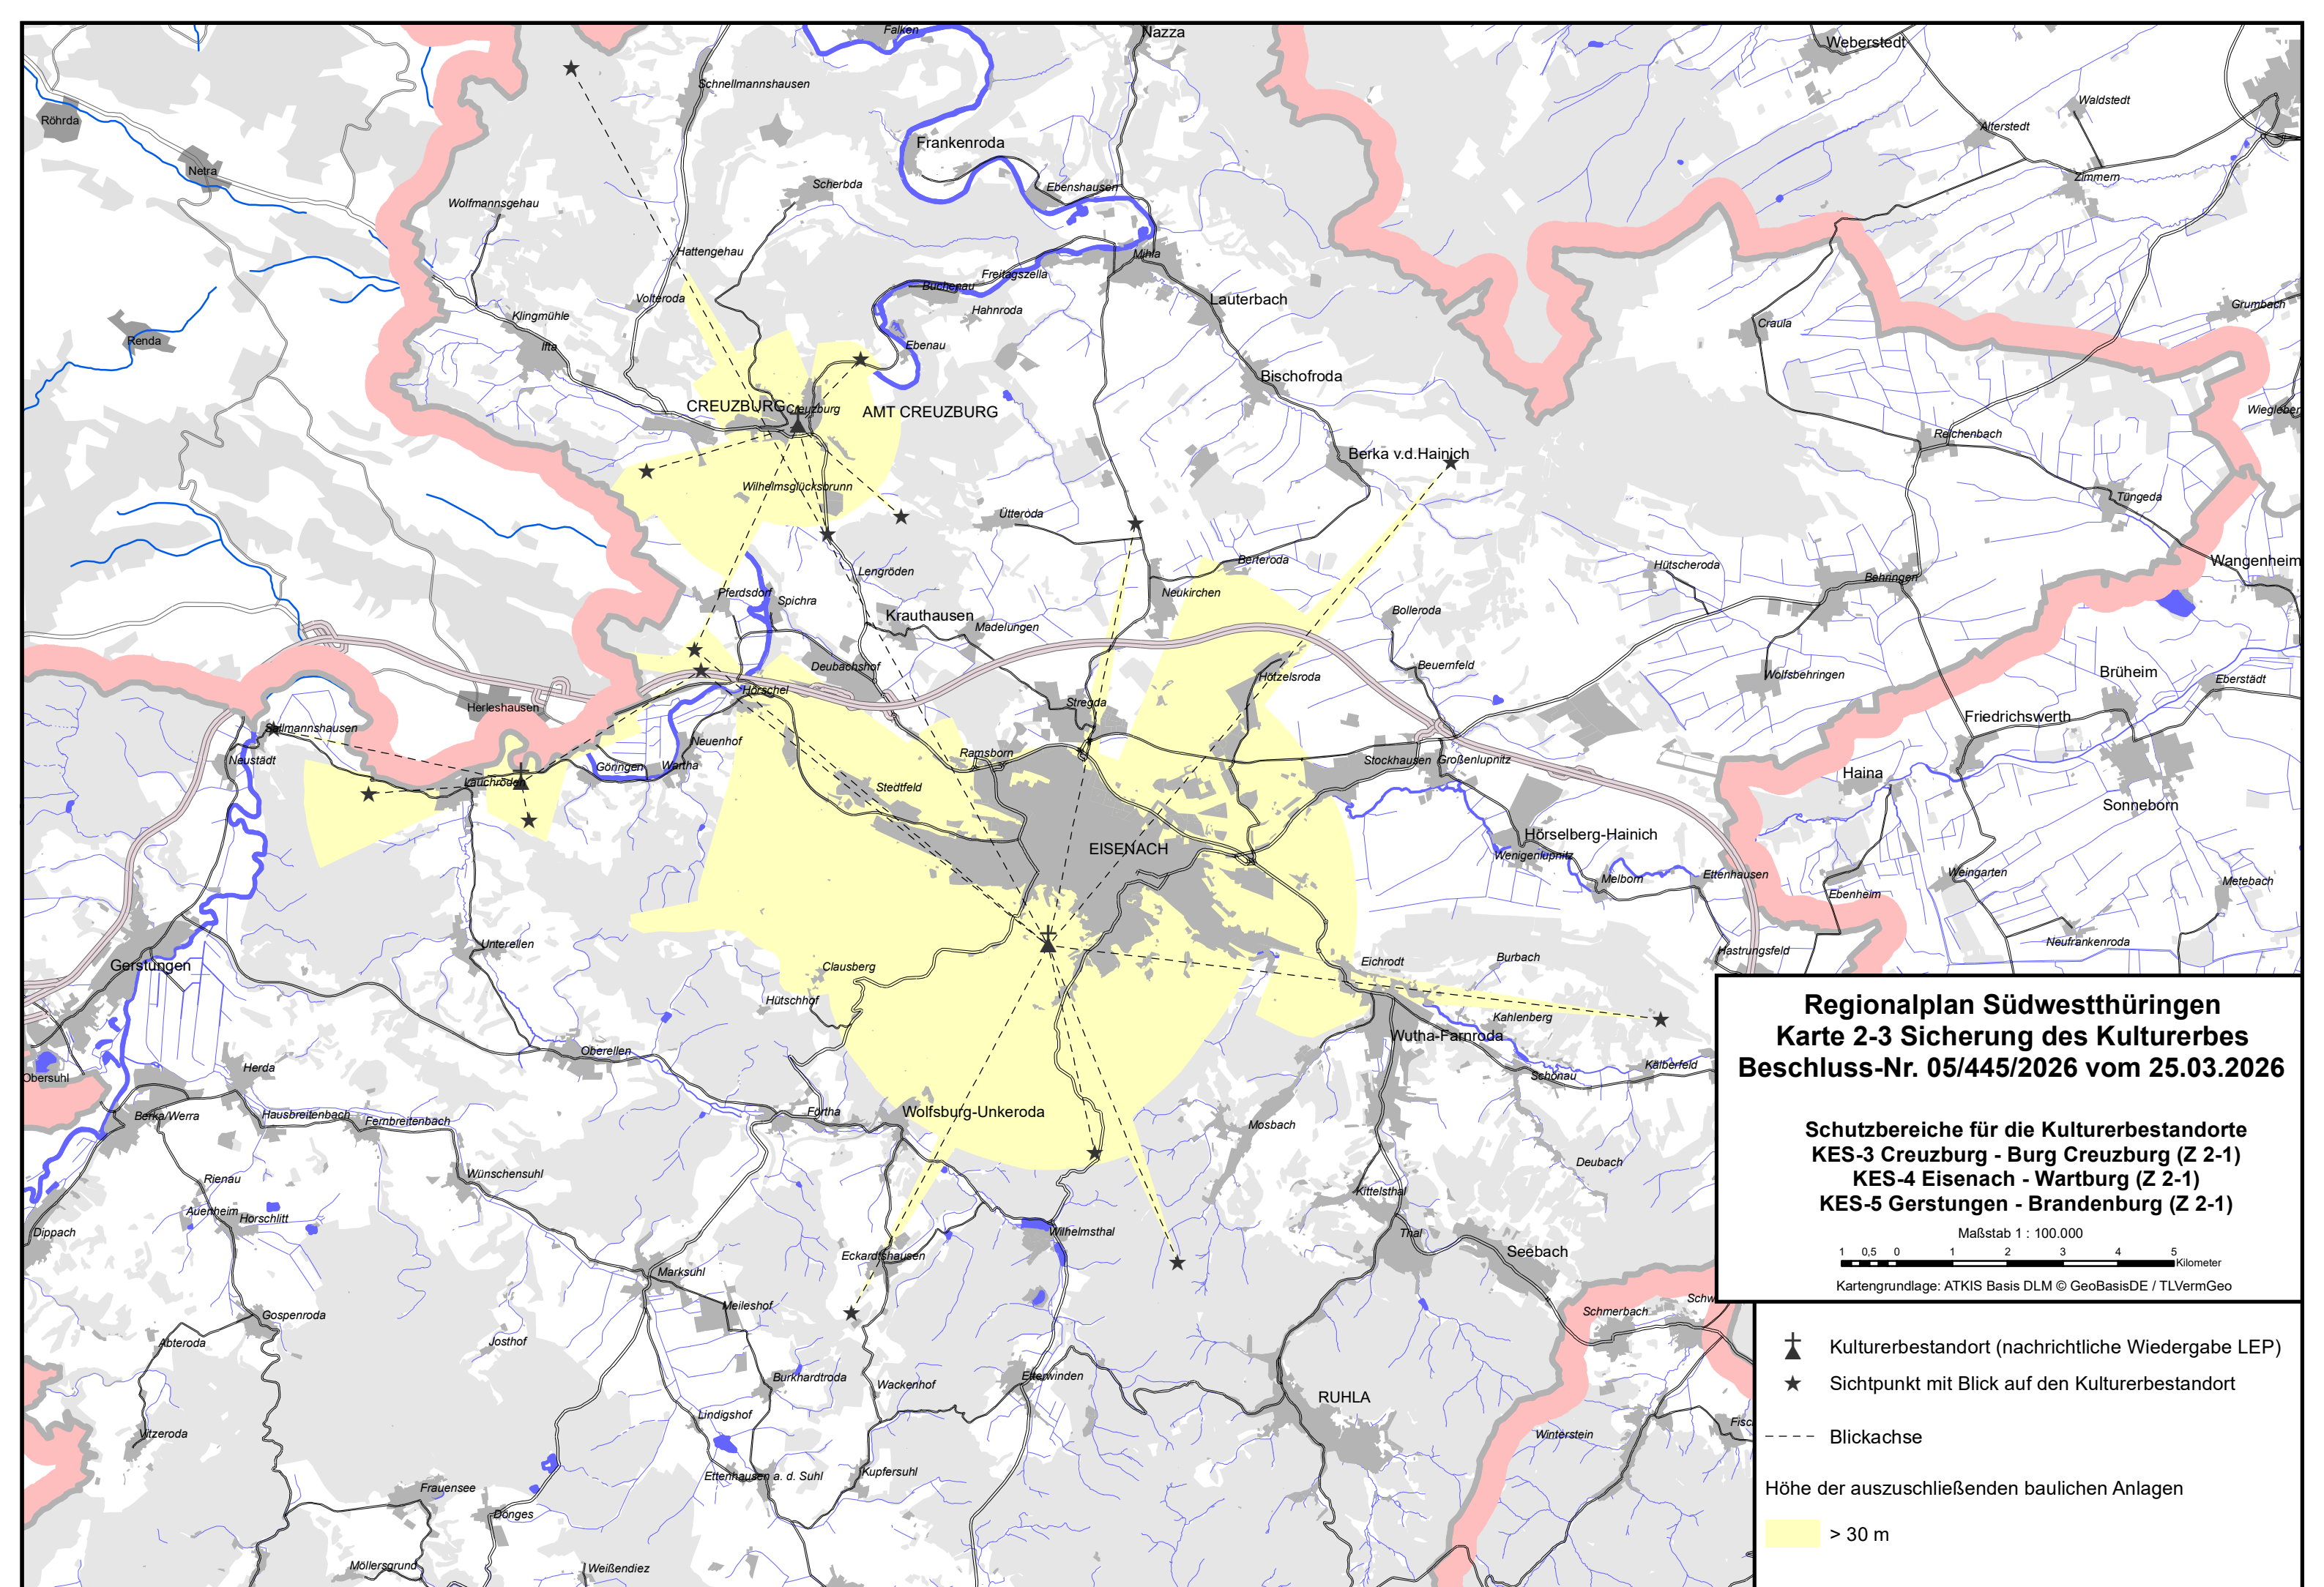 Falken
Nazza
Weberstedt
Schnellmannshausen
Waldstedt
Röhrda
Alterstedt
Frankenroda
Netra
Zimmern
Scherbda
Ebenshausen
Wolfmannsgehau
Hattengehau
Mihla
Freitagszella
Buchenau
Volteroda
Lauterbach
Grumbach
Hahnroda
Klingmühle
Craula
Renda
Ifta
Ebenau
Bischofroda
CREUZBURG
Creuzburg
AMT CREUZBURG
Reichenbach
Berka v.d.Hainich
Wilhelmsglücksbrunn
Tüngeda
Ütteroda
Berteroda
Wangenheim
Lengröden
Hütscheroda
Behringen
Pferdsdorf
Spichra
Neukirchen
Krauthausen
Madelungen
Bolleroda
Deubachshof
Beuernfeld
Hötzelsroda
Wolfsbehringen
Brüheim
Eberstädt
Hörschel
Herleshausen
Stregda
Friedrichswerth
Sallmannshausen
Neuenhof
Ramsborn
Neustädt
Göringen
Wartha
Stockhausen
Großenlupnitz
Haina
Lauchröden
Stedtfeld
Sonneborn
Hörselberg-Hainich
EISENACH
Wenigenlupnitz
Melborn
Ettenhausen
Weingarten
Metebach
Ebenheim
Unterellen
Neufrankenroda
Hastrungsfeld
Gerstungen
Clausberg
Eichrodt
Burbach
Hütschhof
Kahlenberg
Wutha-Farnroda
Oberellen
Kälberfeld
Obersuhl
Herda
Schönau
Regionalplan Südwestthüringen
Karte 2-3 Sicherung des Kulturerbes
Beschluss-Nr. 05/445/2026 vom 25.03.2026
Schutzbereiche für die Kulturerbestandorte
KES-3 Creuzburg - Burg Creuzburg (Z 2-1)
KES-4 Eisenach - Wartburg (Z 2-1)
KES-5 Gerstungen - Brandenburg (Z 2-1)
Maßstab 1 : 100.000
1 0,5 0 1 2 3 4 5
Kilometer
Kartengrundlage: ATKIS Basis DLM © GeoBasisDE / TLVermGeo
Berka/Werra
Hausbreitenbach
Fernbreitenbach
Förtha
Wolfsburg-Unkeroda
Mosbach
Deubach
Wünschensuhl
Rienau
Kittelsthal
Auenheim
Horschlitt
Dippach
Wilhelmsthal
Thal
Seebach
Eckardtshausen
Marksuhl
Meileshof
Schmerbach
Gospenroda
Abteroda
Josthof
Burkhardtroda
Wackenhof
Etterwinden
RUHLA
Lindigshof
Vitzeroda
Winterstein
Ettenhausen a. d. Suhl
Kupfersuhl
Frauensee
Dönges
Möllersgrund
Weißendiez
Kulturerbestandort (nachrichtliche Wiedergabe LEP)
Sichtpunkt mit Blick auf den Kulturerbestandort
Blickachse
Höhe der auszuschließenden baulichen Anlagen
> 30 m